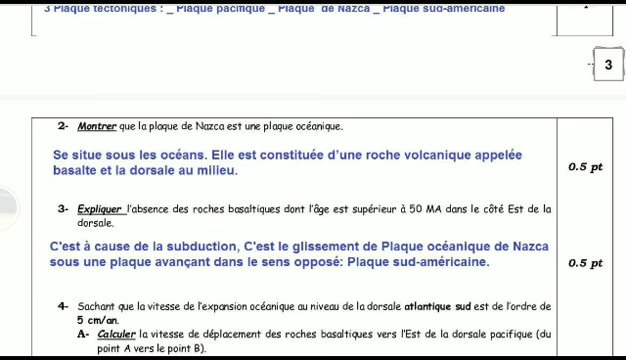 3 Plaque tectoniques : _ Plaque pacifique _ Plaque de Nazca _ Plaque sud-américaine
3
2- Montrer que la plaque de Nazca est une plaque océanique.
Se situe sous les océans. Elle est constituée d'une roche volcanique appelée
basalte et la dorsale au milieu.
0.5 pt
3- Expliquer l'absence des roches basaltiques dont l'âge est supérieur à 50 MA dans le côté Est de la
dorsale.
C'est à cause de la subduction, C'est le glissement de Plaque océanique de Nazca
sous une plaque avançant dans le sens opposé: Plaque sud-américaine.
0.5 pt
4- Sachant que la vitesse de l'expansion océanique au niveau de la dorsale atlantique sud est de l'ordre de
5 cm/an.
A- Calculer la vitesse de déplacement des roches basaltiques vers l'Est de la dorsale pacifique (du
point A vers le point B).